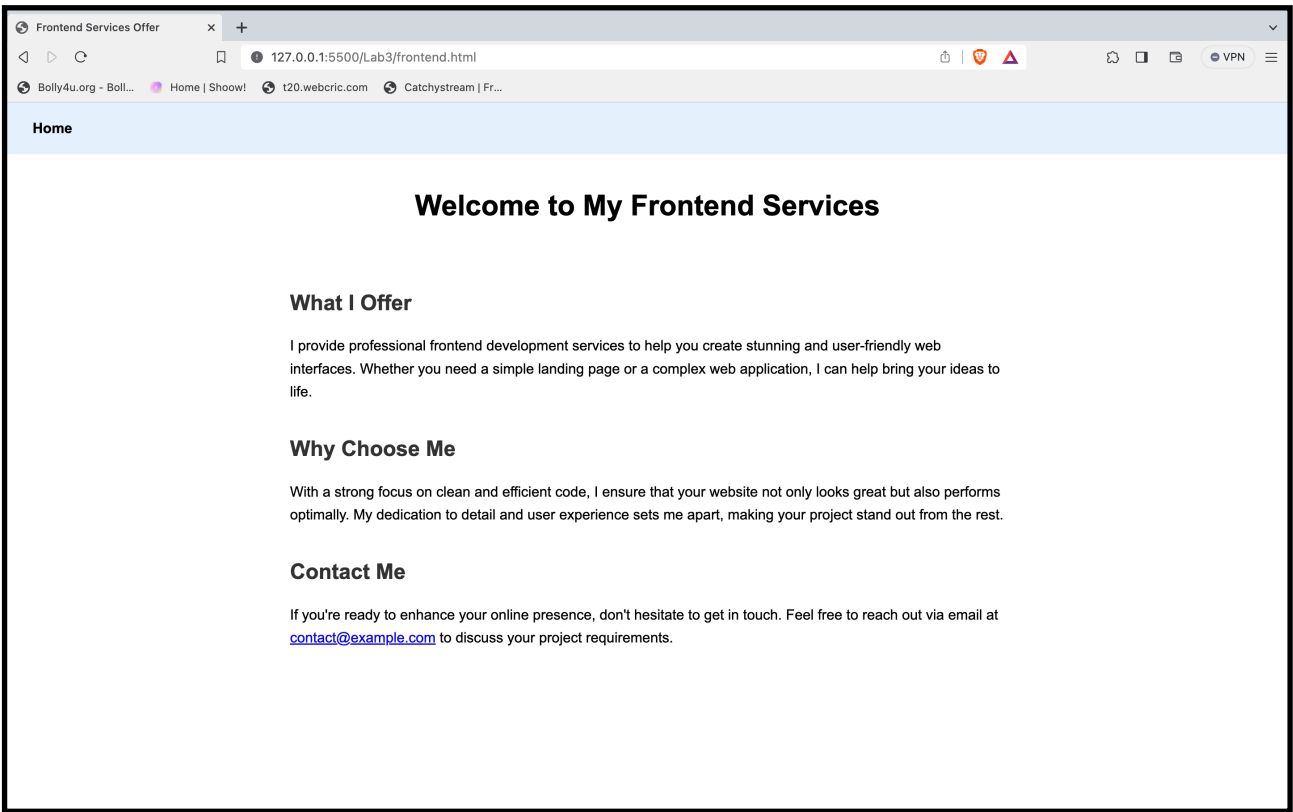 Frontend Services Offer
127.0.0.1:5500/Lab3/frontend.html
VPN
Bolly4u.org - Boll... Home | Shoow! t20.webcric.com Catchystream | Fr...
Home
Welcome to My Frontend Services
What I Offer
I provide professional frontend development services to help you create stunning and user-friendly web
interfaces. Whether you need a simple landing page or a complex web application, I can help bring your ideas to
life.
Why Choose Me
With a strong focus on clean and efficient code, I ensure that your website not only looks great but also performs
optimally. My dedication to detail and user experience sets me apart, making your project stand out from the rest.
Contact Me
If you're ready to enhance your online presence, don't hesitate to get in touch. Feel free to reach out via email at
contact@example.com to discuss your project requirements.